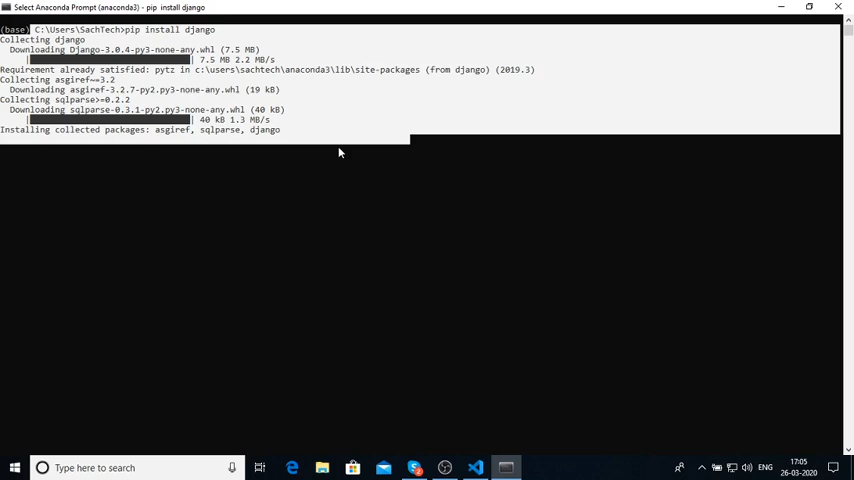 Select Anaconda Prompt (anaconda3) - pip install django
(base) C:\Users\SachTech>pip install django
Collecting django
Downloading Django-3.0.4-py3-none-any.whl (7.5 MB)
| | 7.5 MB 2.2 MB/s
Requirement already satisfied: pytz in c:\users\sachtech\anaconda3\lib\site-packages (from django) (2019.3)
Collecting asgiref~=3.2
Downloading asgiref-3.2.7-py2.py3-none-any.whl (19 kB)
Collecting sqlparse>=0.2.2
Downloading sqlparse-0.3.1-py2.py3-none-any.whl (40 kB)
| | 40 kB 1.3 MB/s
Installing collected packages: asgiref, sqlparse, django
Type here to search
2
ENG
17:05
26-03-2020